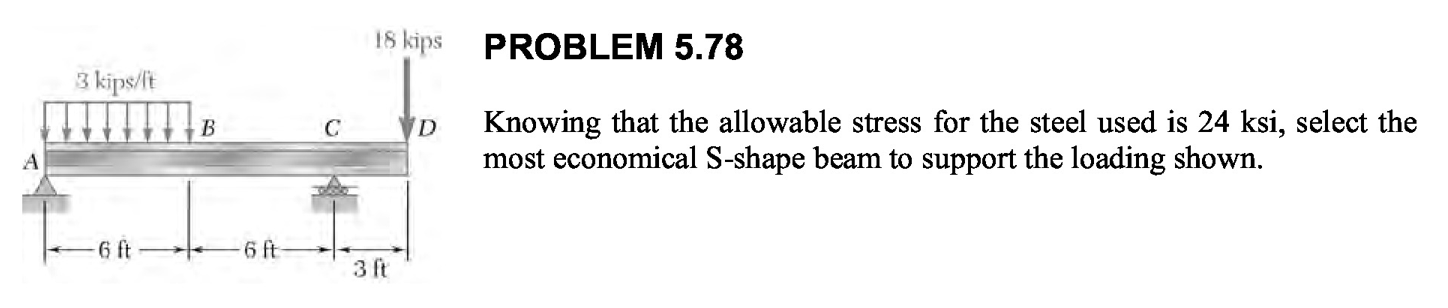 18 kips
PROBLEM 5.78
3 kips/ft
Knowing that the allowable stress for the steel used is 24 ksi, select the
most economical S-shape beam to support the loading shown.
B
C
D
A
6 ft
6 ft
3 ft